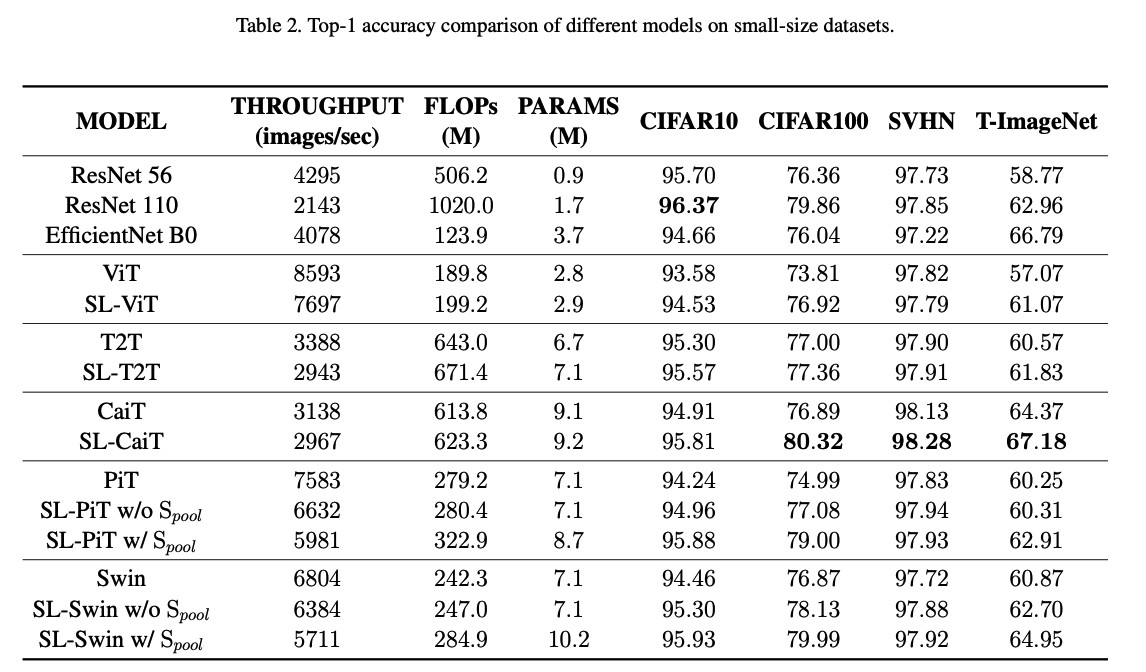 Table 2. Top-1 accuracy comparison of different models on small-size datasets.
MODEL THROUGHPUT (images/sec) FLOPs (M) PARAMS (M) CIFAR10 CIFAR100 SVHN T-ImageNet
ResNet 56 4295 506.2 0.9 95.70 76.36 97.73 58.77
ResNet 110 2143 1020.0 1.7 96.37 79.86 97.85 62.96
EfficientNet B0 4078 123.9 3.7 94.66 76.04 97.22 66.79
ViT 8593 189.8 2.8 93.58 73.81 97.82 57.07
SL-ViT 7697 199.2 2.9 94.53 76.92 97.79 61.07
T2T 3388 643.0 6.7 95.30 77.00 97.90 60.57
SL-T2T 2943 671.4 7.1 95.57 77.36 97.91 61.83
CaiT 3138 613.8 9.1 94.91 76.89 98.13 64.37
SL-CaiT 2967 623.3 9.2 95.81 80.32 98.28 67.18
PiT 7583 279.2 7.1 94.24 74.99 97.83 60.25
SL-PiT w/o Spool 6632 280.4 7.1 94.96 77.08 97.94 60.31
SL-PiT w/ Spool 5981 322.9 8.7 95.88 79.00 97.93 62.91
Swin 6804 242.3 7.1 94.46 76.87 97.72 60.87
SL-Swin w/o Spool 6384 247.0 7.1 95.30 78.13 97.88 62.70
SL-Swin w/ Spool 5711 284.9 10.2 95.93 79.99 97.92 64.95